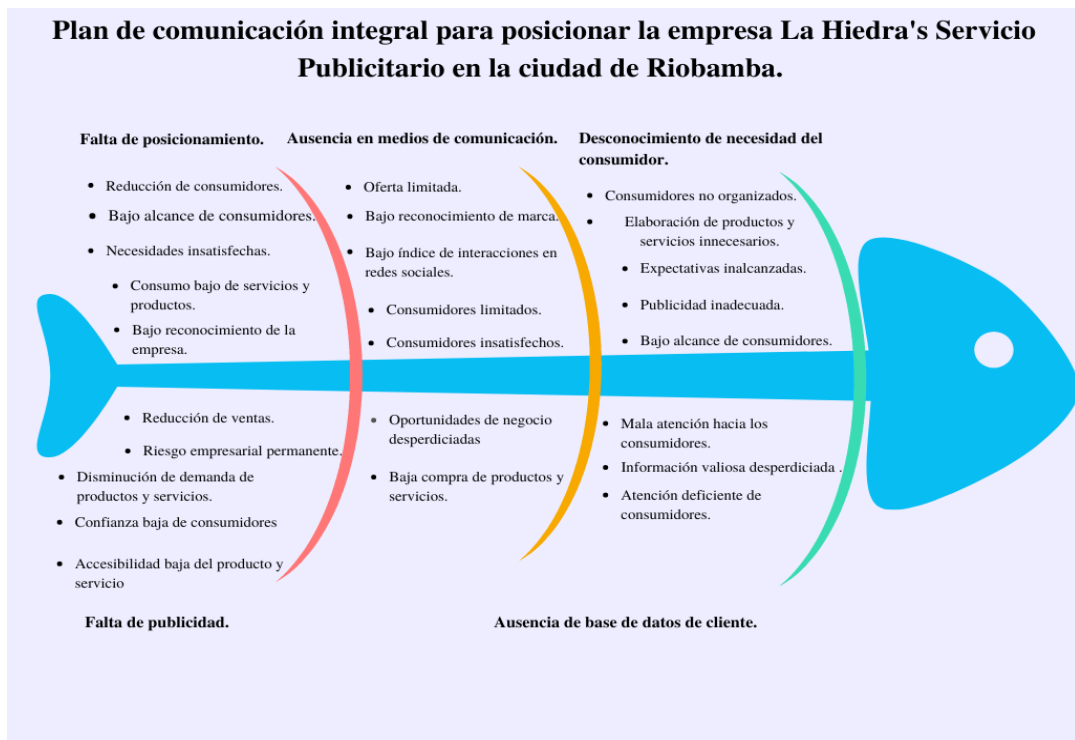 Plan de comunicación integral para posicionar la empresa La Hiedra's Servicio
Publicitario en la ciudad de Riobamba.
Falta de posicionamiento.
• Reducción de consumidores.
• Bajo alcance de consumidores.
• Necesidades insatisfechas.
• Consumo bajo de servicios y
productos.
• Bajo reconocimiento de la
empresa.
Ausencia en medios de comunicación.
• Oferta limitada.
• Bajo reconocimiento de marca.
• Bajo índice de interacciones en
redes sociales.
• Consumidores limitados.
• Consumidores insatisfechos.
Desconocimiento de necesidad del
consumidor.
• Consumidores no organizados.
• Elaboración de productos y
servicios innecesarios.
• Expectativas inalcanzadas.
• Publicidad inadecuada.
• Bajo alcance de consumidores.
• Reducción de ventas.
• Riesgo empresarial permanente.
• Disminución de demanda de
productos y servicios.
• Confianza baja de consumidores
• Accesibilidad baja del producto y
servicio
Falta de publicidad.
• Oportunidades de negocio
desperdiciadas
• Baja compra de productos y
servicios.
• Mala atención hacia los
consumidores.
• Información valiosa desperdiciada .
• Atención deficiente de
consumidores.
Ausencia de base de datos de cliente.